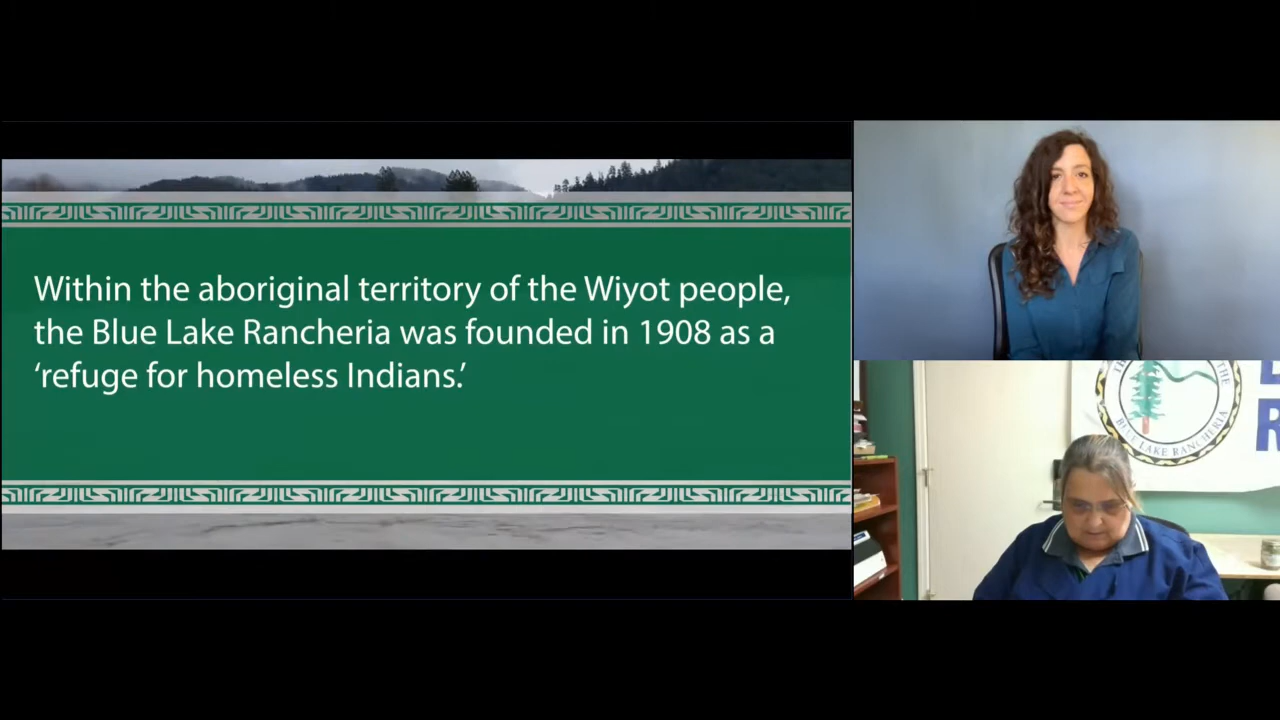 Within the aboriginal territory of the Wiyot people,
the Blue Lake Rancheria was founded in 1908 as a
‘refuge for homeless Indians.’
THE
BLUE LAKE RANCHERIA